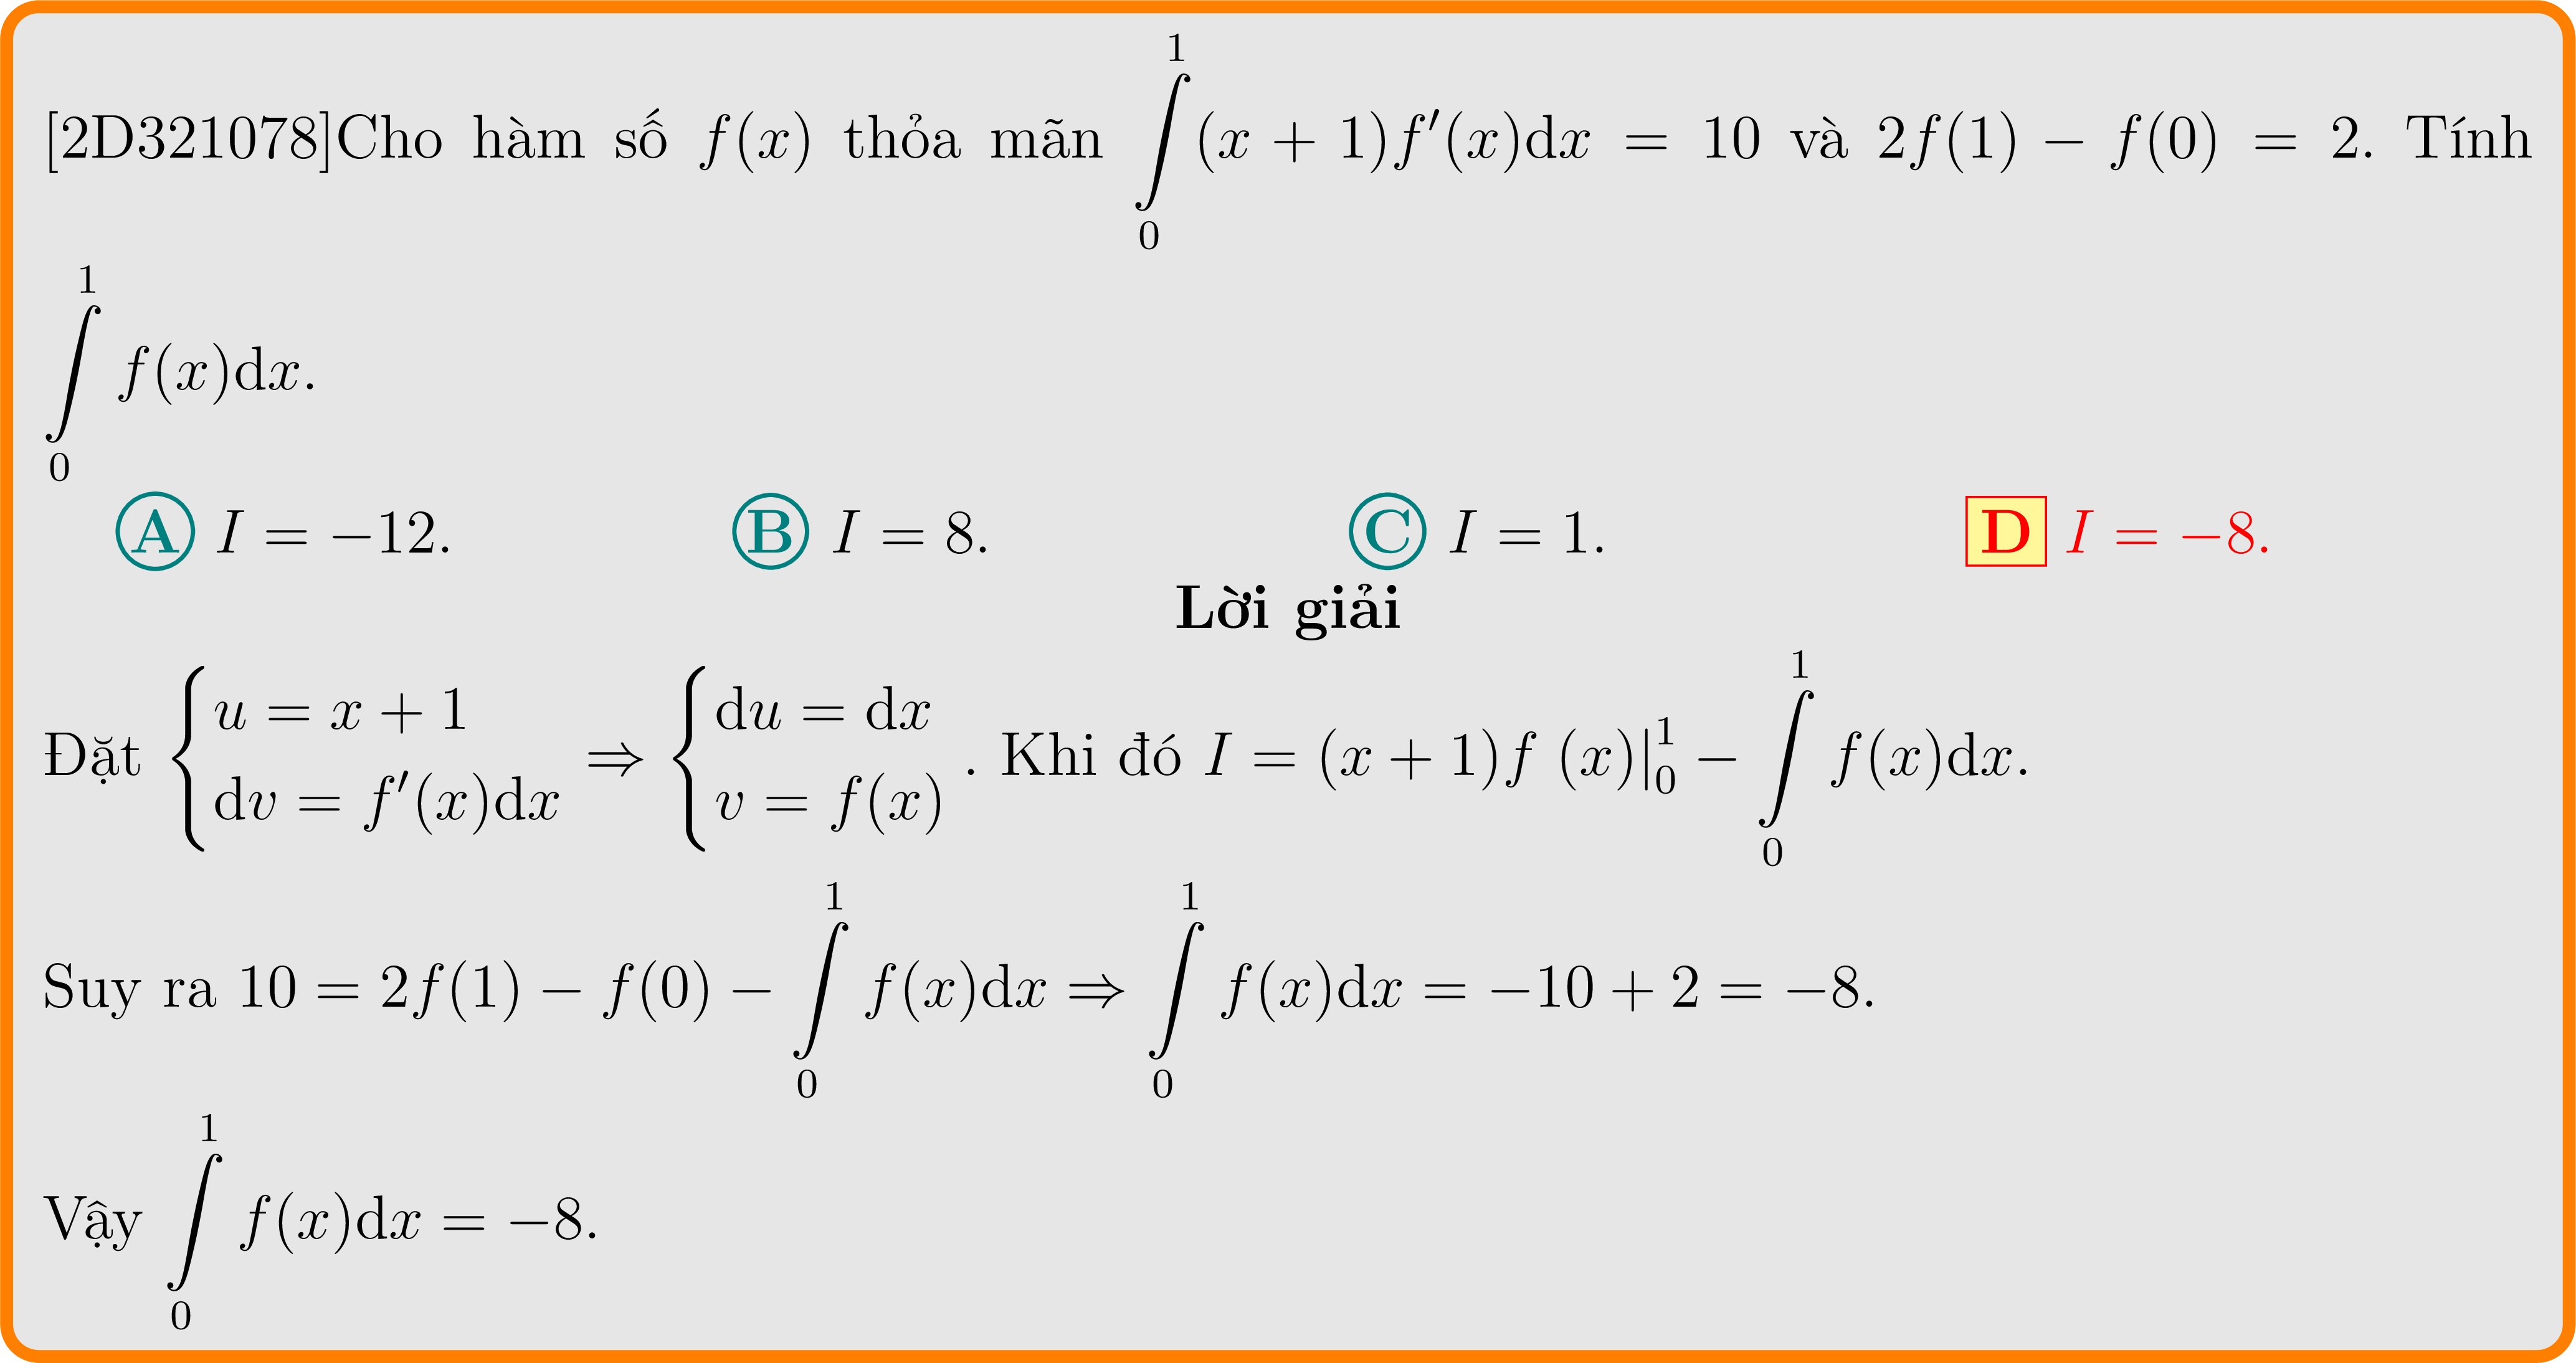 [2D321078]Cho hàm số $f(x)$ thỏa mãn $\int\limits_0^1 (x + 1)f'(x)\mathrm{d}x = 10$ và $2f(1) - f(0) = 2$. Tính
$\int\limits_0^1 f(x)\mathrm{d}x$.
A $I = -12$. B $I = 8$. C $I = 1$. D $I = -8$.
Lời giải
Đặt $\begin{cases} u = x + 1 \\ \mathrm{d}v = f'(x)\mathrm{d}x \end{cases} \Rightarrow \begin{cases} \mathrm{d}u = \mathrm{d}x \\ v = f(x) \end{cases}$. Khi đó $I = (x + 1)f\ (x)|_0^1 - \int\limits_0^1 f(x)\mathrm{d}x$.
Suy ra $10 = 2f(1) - f(0) - \int\limits_0^1 f(x)\mathrm{d}x \Rightarrow \int\limits_0^1 f(x)\mathrm{d}x = -10 + 2 = -8$.
Vậy $\int\limits_0^1 f(x)\mathrm{d}x = -8$.